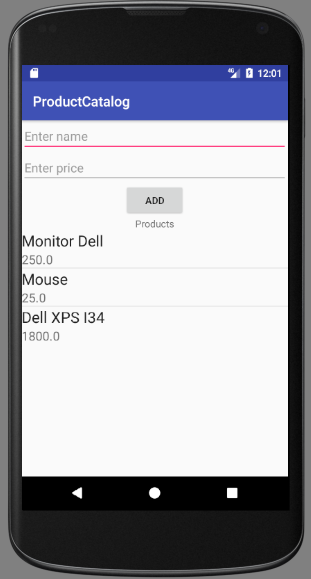 4G 12:01
ProductCatalog
Enter name
Enter price
ADD
Products
Monitor Dell
250.0
Mouse
25.0
Dell XPS I34
1800.0